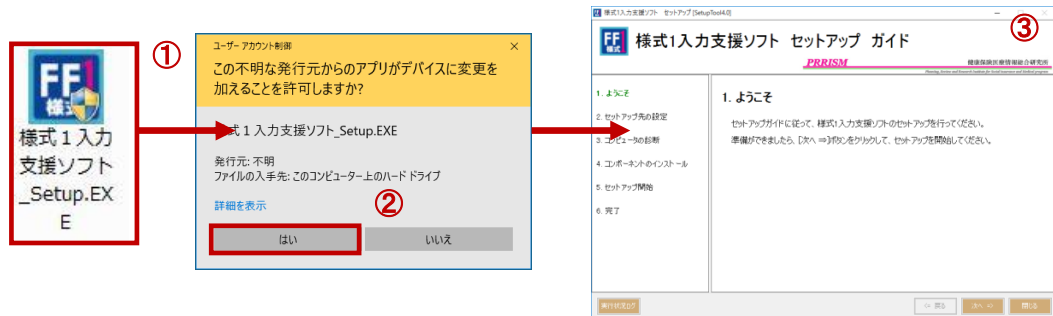 FF1
様式
様式１入力
支援ソフト
_Setup.EX
E
①
ユーザー アカウント制御
この不明な発行元からのアプリがデバイスに変更を
加えることを許可しますか?
式１入力支援ソフト_Setup.EXE
発行元: 不明
ファイルの入手先: このコンピューター上のハード ドライブ
詳細を表示
②
はい
いいえ
様式1入力支援ソフト セットアップ [SetupTool4.0]
③
FF1
様式
様式1入力支援ソフト セットアップ ガイド
PRRISM
健康保険医療情報総合研究所
Planning, Review and Research Institute for Social insurance and Medical program
1. ようこそ
2. セットアップ先の設定
3. コンピュータの診断
4. コンポーネントのインストール
5. セットアップ開始
6. 完了
1. ようこそ
セットアップガイドに従って、様式1入力支援ソフトのセットアップを行ってください。
準備ができましたら、[次へ ⇒]ボタンをクリックして、セットアップを開始してください。
実行状況ログ
⇦ 戻る
次へ ⇨
閉じる